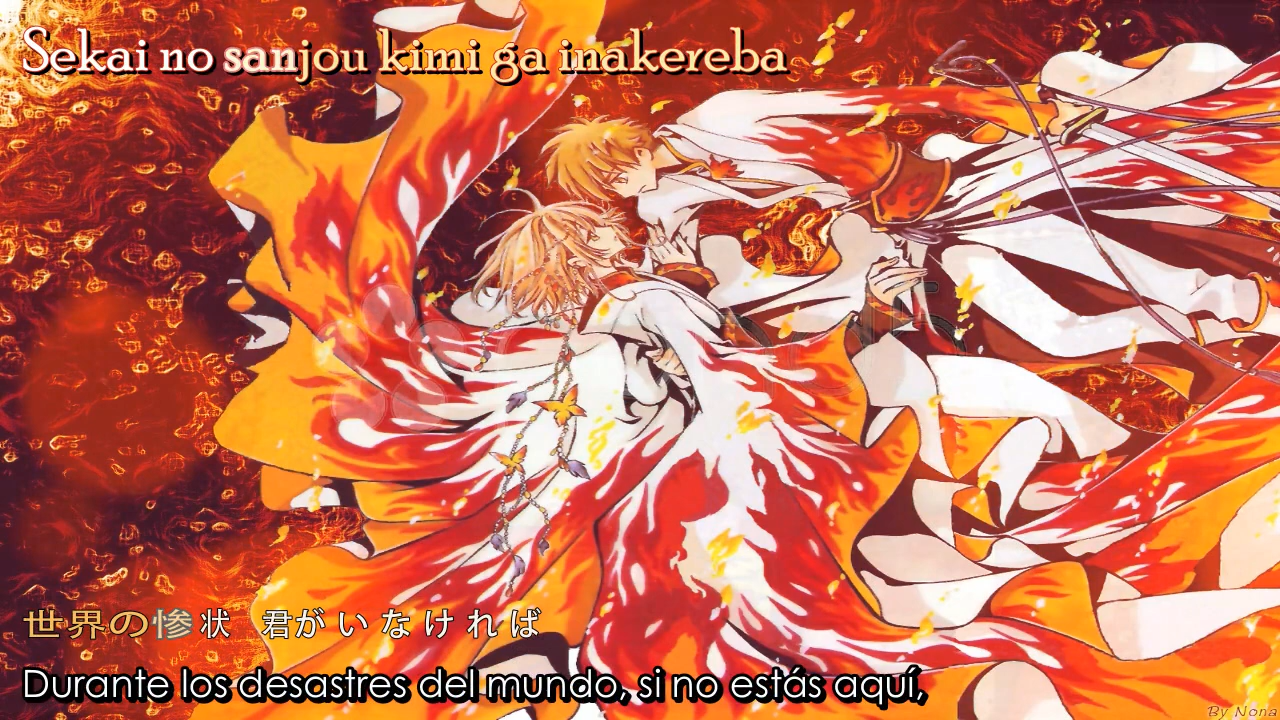 Sekai no sanjou kimi ga inakereba
世界の惨状 君がいなければ
Durante los desastres del mundo, si no estás aquí,
By Nona